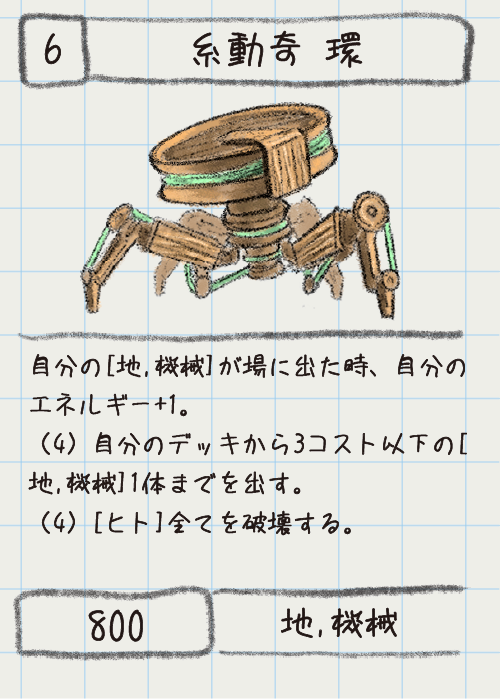 6
糸動奇 環
自分の[地,機械]が場に出た時、自分の
エネルギー+1。
（4）自分のデッキから3コスト以下の[
地,機械]1体までを出す。
（4）[ヒト]全てを破壊する。
800
地,機械